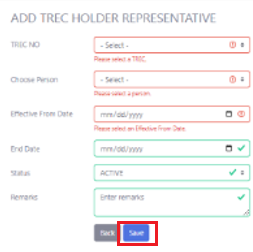 ADD TREC HOLDER REPRESENTATIVE
TREC NO
- Select -
Please select a TREC.
Choose Person
- Select -
Please select a person.
Effective From Date
mm/dd/yyyy
Please select an Effective From Date.
End Date
mm/dd/yyyy
Status
ACTIVE
Remarks
Enter remarks
Back Save